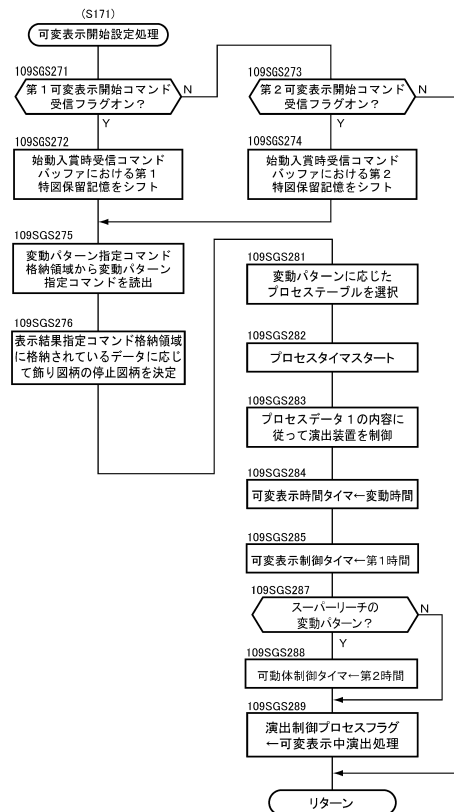 (S171)
可変表示開始設定処理
109SGS271
第1可変表示開始コマンド
受信フラグオン?
N
Y
109SGS273
第2可変表示開始コマンド
受信フラグオン?
N
Y
109SGS272
始動入賞時受信コマンド
バッファにおける第1
特図保留記憶をシフト
109SGS274
始動入賞時受信コマンド
バッファにおける第2
特図保留記憶をシフト
109SGS275
変動パターン指定コマンド
格納領域から変動パターン
指定コマンドを読出
109SGS276
表示結果指定コマンド格納領域
に格納されているデータに応じ
て飾り図柄の停止図柄を決定
109SGS281
変動パターンに応じた
プロセステーブルを選択
109SGS282
プロセスタイマスタート
109SGS283
プロセスデータ1の内容に
従って演出装置を制御
109SGS284
可変表示時間タイマ←変動時間
109SGS285
可変表示制御タイマ←第1時間
109SGS287
スーパーリーチの
変動パターン?
N
Y
109SGS288
可動体制御タイマ←第2時間
109SGS289
演出制御プロセスフラグ
←可変表示中演出処理
リターン